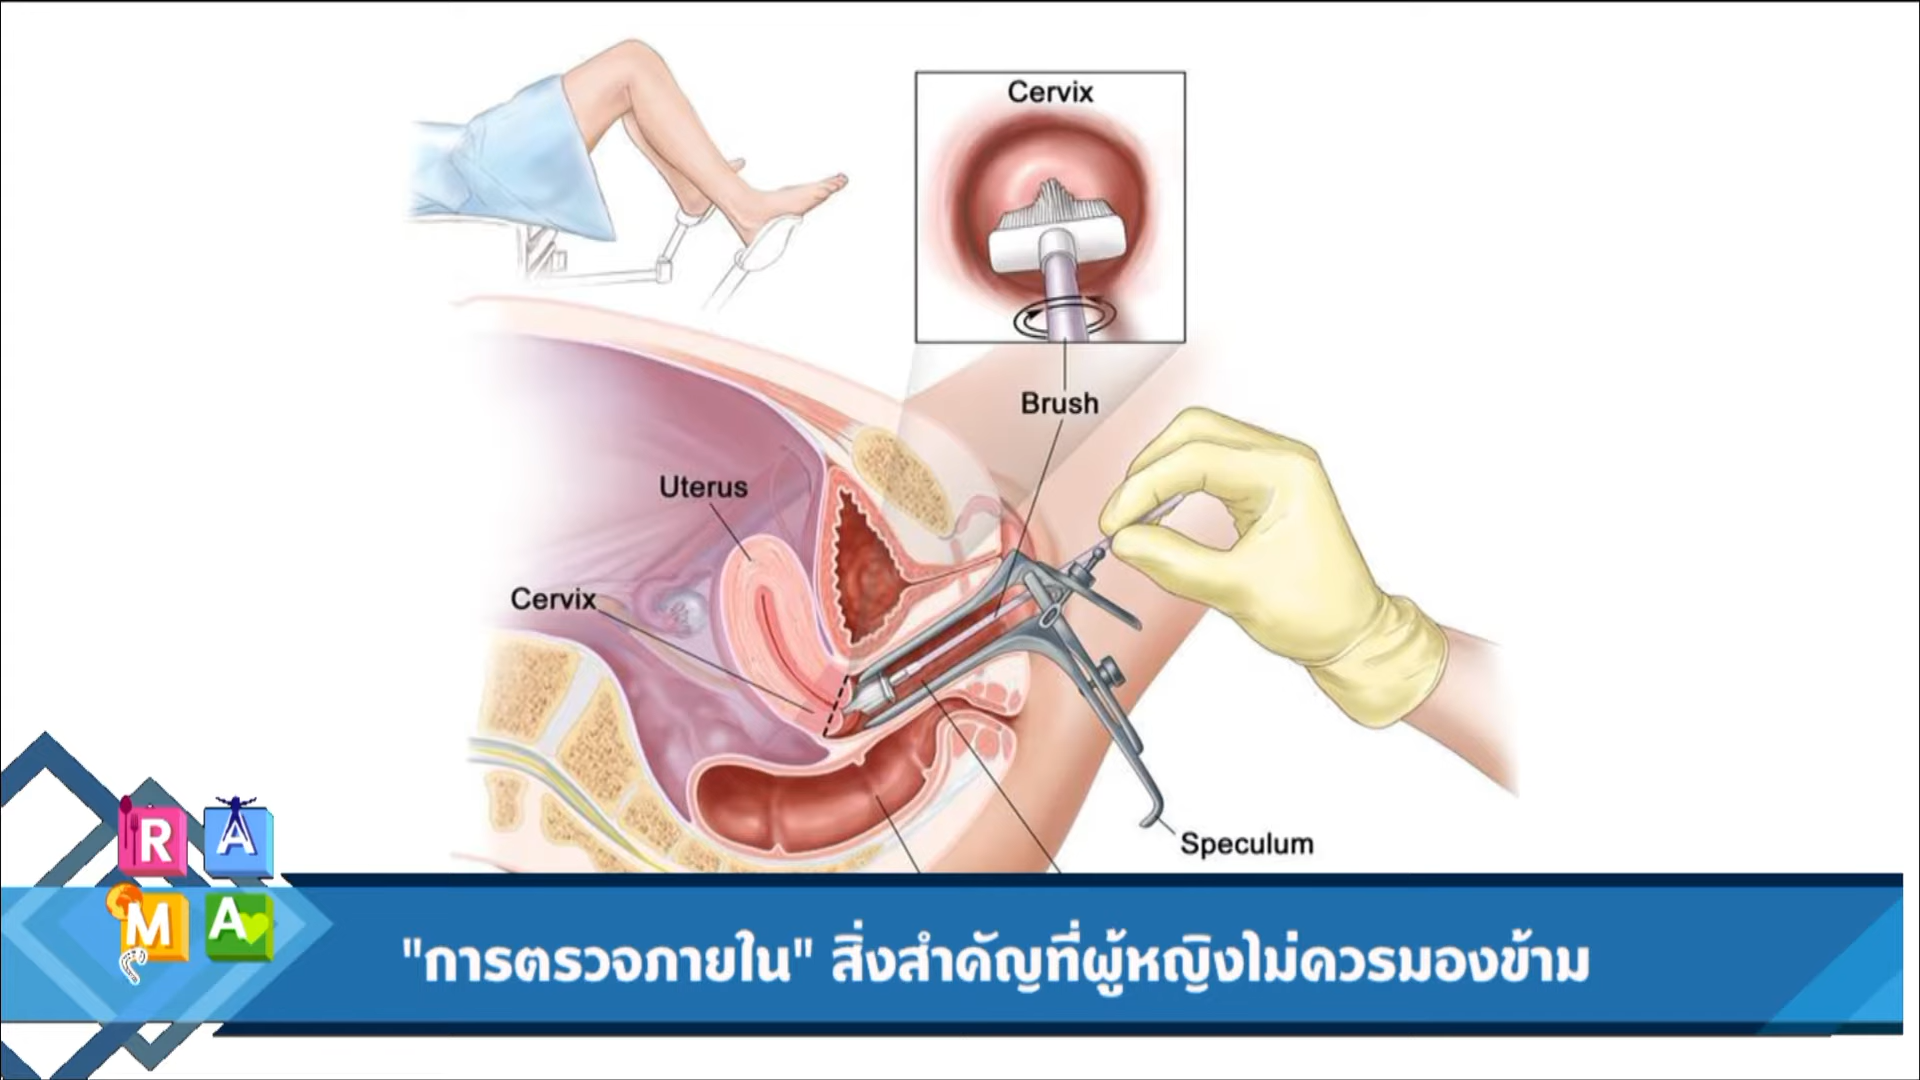 Cervix
Brush
Uterus
Cervix
Speculum
RAMA
"การตรวจภายใน" สิ่งสำคัญที่ผู้หญิงไม่ควรมองข้าม